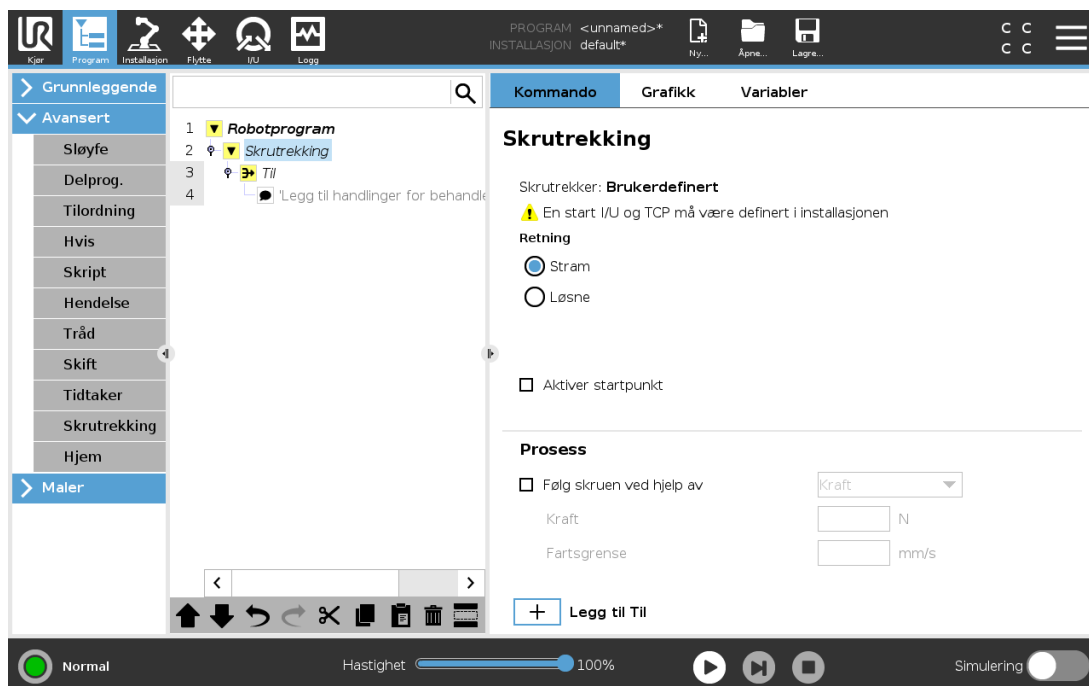 PROGRAM <unnamed>*
INSTALLASJON default*
C C
C C
UR
Kjør
Program
Installasjon
Flytte
I/U
Logg
Ny...
Åpne...
Lagre...
Grunnleggende
Avansert
Sløyfe
Delprog.
Tilordning
Hvis
Skript
Hendelse
Tråd
Skift
Tidtaker
Skrutrekking
Hjem
Maler
1 Robotprogram
2 Skrutrekking
3 Til
4 'Legg til handlinger for behandle
Kommando Grafikk Variabler
Skrutrekking
Skrutrekker: Brukerdefinert
En start I/U og TCP må være definert i installasjonen
Retning
Stram
Løsne
Aktiver startpunkt
Prosess
Følg skruen ved hjelp av Kraft
Kraft N
Fartsgrense mm/s
+ Legg til Til
Normal
Hastighet 100%
Simulering